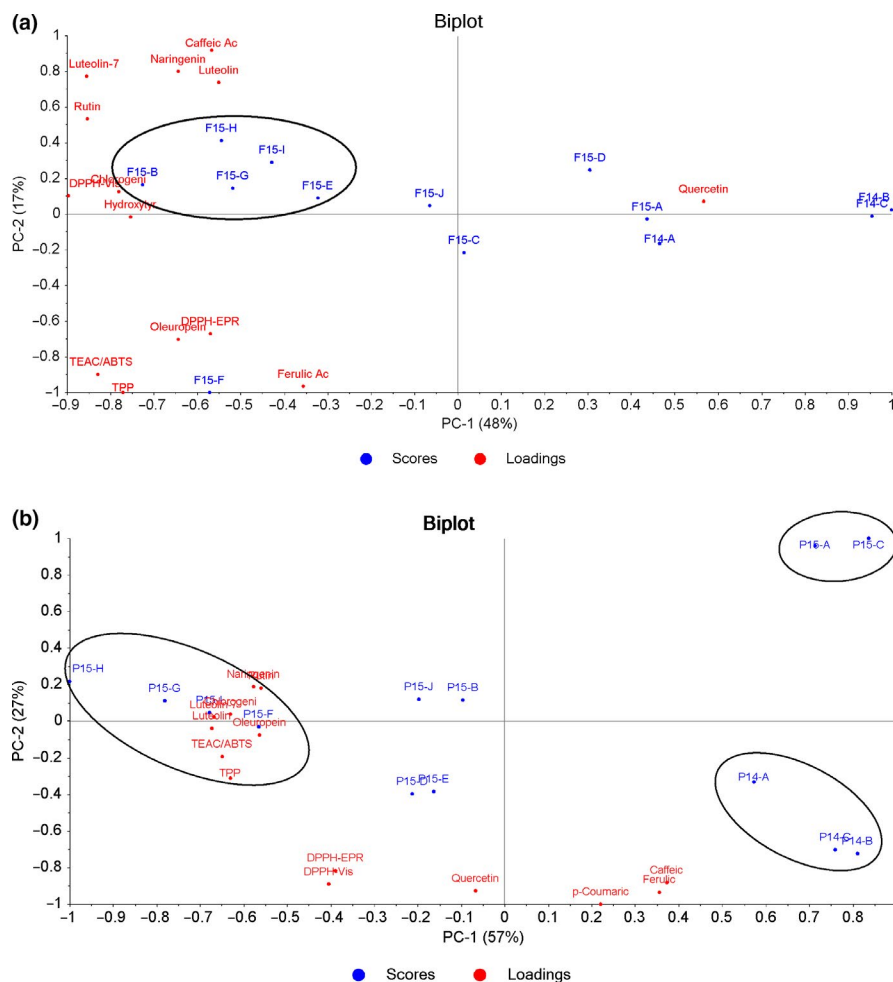 (a)
Biplot
Caffeic Ac
Naringenin
Luteolin-7
Luteolin
Rutin
F15-H
F15-I
F15-D
F15-B
F15-G
Chlorogeni
DPPH-Vis
F15-E
Quercetin
F15-J
F14-B
Hydroxytyr
F15-A
F14-C
F15-C
F14-A
Oleuropein
DPPH-EPR
TEAC/ABTS
Ferulic Ac
TPP
F15-F
1
0.8
0.6
0.4
0.2
0
−0.2
−0.4
−0.6
−0.8
−1
PC-2 (17%)
−0.9 −0.8 −0.7 −0.6 −0.5 −0.4 −0.3 −0.2 −0.1 0 0.1 0.2 0.3 0.4 0.5 0.6 0.7 0.8 0.9 1
PC-1 (48%)
Scores Loadings
(b)
Biplot
P15-A P15-C
P15-H
Naringenin
P15-G
P15-J P15-B
Chlorogeni
Luteolin-7
Luteolin
P15-F
Oleuropein
TEAC/ABTS
TPP
P15-D P15-E
P14-A
P14-C P14-B
DPPH-EPR
DPPH-Vis
Quercetin
Caffeic
Ferulic
p-Coumaric
1
0.8
0.6
0.4
0.2
0
−0.2
−0.4
−0.6
−0.8
−1
PC-2 (27%)
−1 −0.9 −0.8 −0.7 −0.6 −0.5 −0.4 −0.3 −0.2 −0.1 0 0.1 0.2 0.3 0.4 0.5 0.6 0.7 0.8
PC-1 (57%)
Scores Loadings